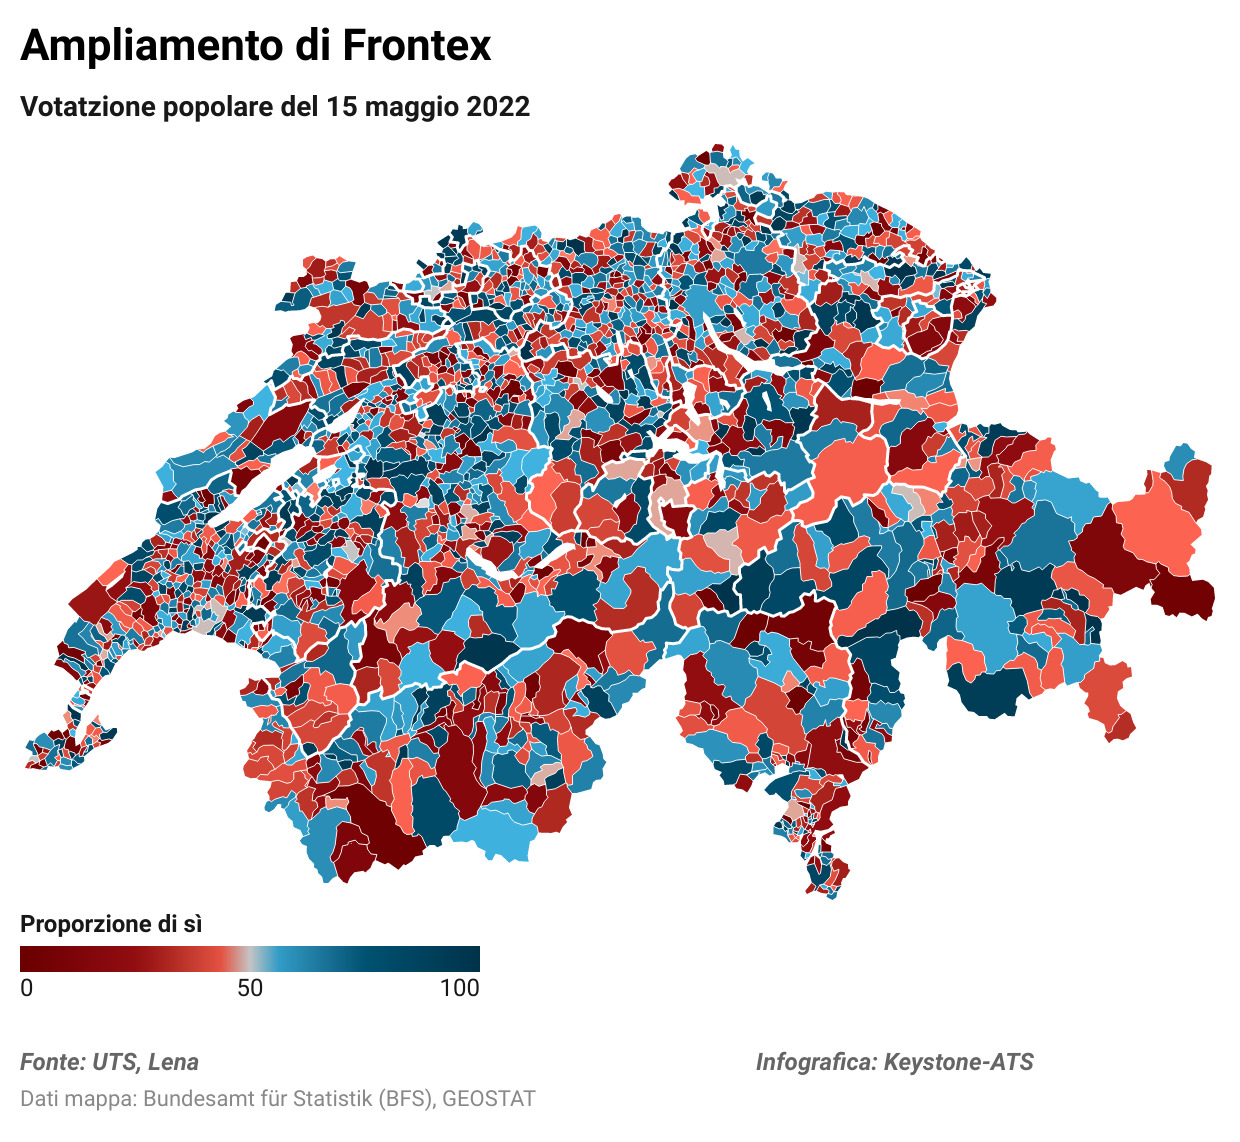 Ampliamento di Frontex
Votatzione popolare del 15 maggio 2022
Proporzione di sì
0 50 100
Fonte: UTS, Lena Infografica: Keystone-ATS
Dati mappa: Bundesamt für Statistik (BFS), GEOSTAT